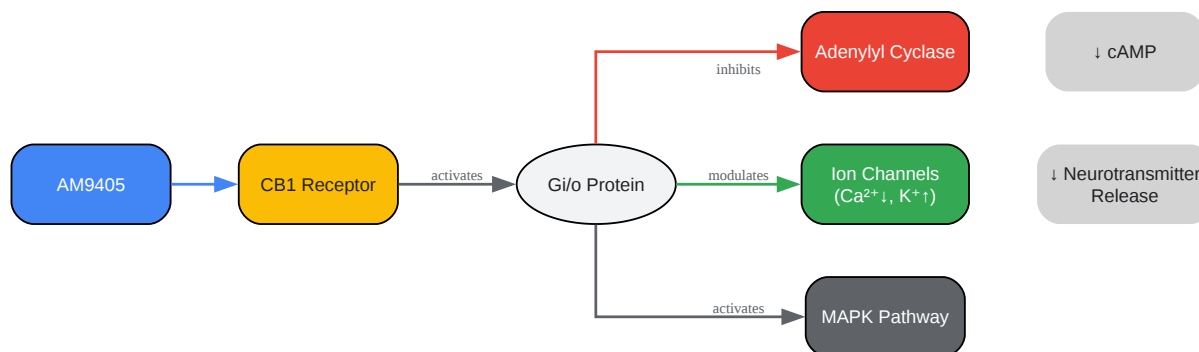 Adenylyl Cyclase
↓ cAMP
inhibits
AM9405
CB1 Receptor
activates
Gi/o Protein
modulates
Ion Channels
(Ca²⁺↓, K⁺↑)
↓ Neurotransmitter
Release
activates
MAPK Pathway